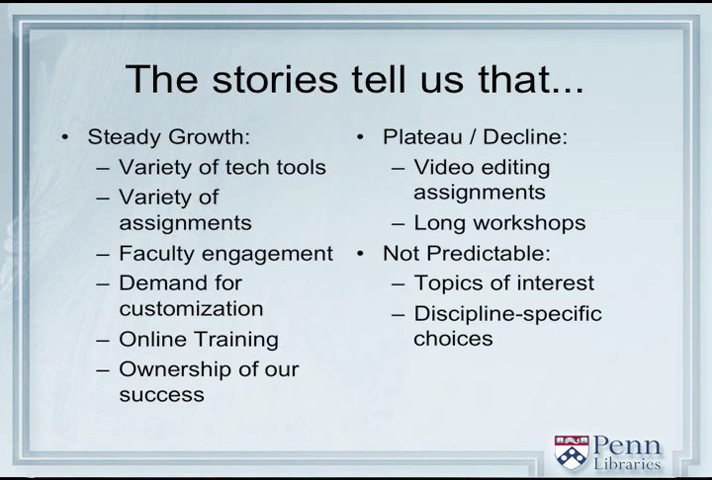 The stories tell us that...
• Steady Growth:
– Variety of tech tools
– Variety of
assignments
– Faculty engagement
– Demand for
customization
– Online Training
– Ownership of our
success
• Plateau / Decline:
– Video editing
assignments
– Long workshops
• Not Predictable:
– Topics of interest
– Discipline-specific
choices
Penn
Libraries